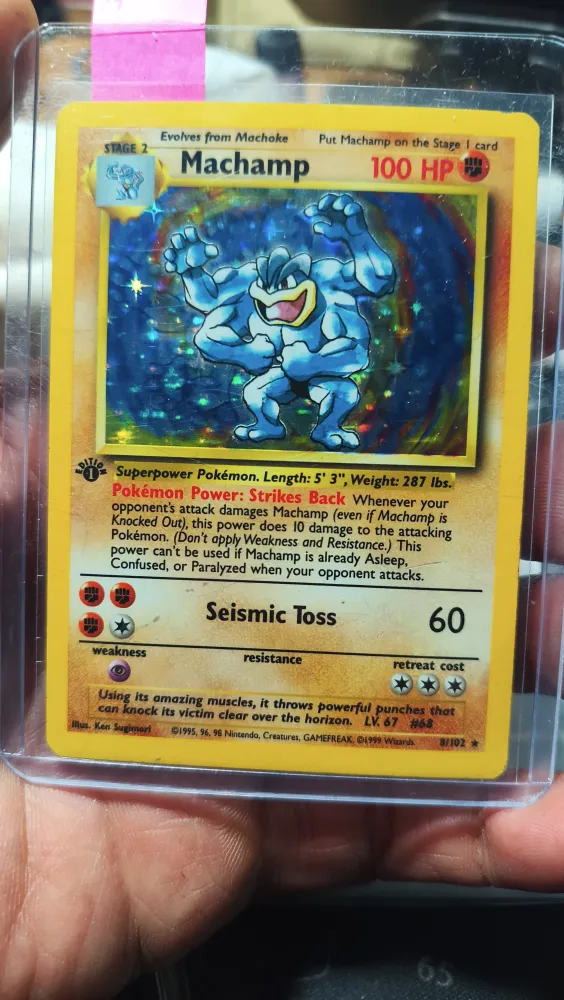 Evolves from Machoke Put Machamp on the Stage 1 card
STAGE 2
Machamp 100 HP
EDITION 1
Superpower Pokémon. Length: 5' 3", Weight: 287 lbs.
Pokémon Power: Strikes Back Whenever your
opponent's attack damages Machamp (even if Machamp is
Knocked Out), this power does 10 damage to the attacking
Pokémon. (Don't apply Weakness and Resistance.) This
power can't be used if Machamp is already Asleep,
Confused, or Paralyzed when your opponent attacks.
Seismic Toss 60
weakness resistance retreat cost
Using its amazing muscles, it throws powerful punches that
can knock its victim clear over the horizon. LV. 67 #68
Illus. Ken Sugimori ©1995, 96, 98 Nintendo, Creatures, GAMEFREAK. ©1999 Wizards. 8/102 ★
65